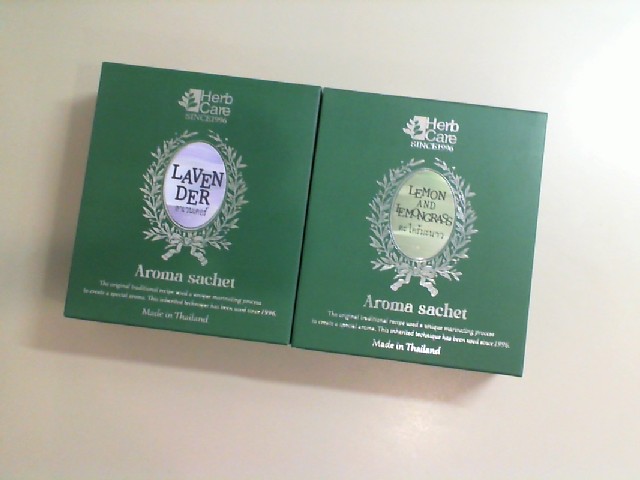 Herb
Care
SINCE1996
LAVEN
DER
Aroma sachet
The original traditional recipe used a unique marinating process
to create a special aroma. This inherited technique has been used since 1996.
Made in Thailand
Herb
Care
SINCE1996
LEMON
AND
LEMONGRASS
Aroma sachet
The original traditional recipe used a unique marinating process
to create a special aroma. This inherited technique has been used since 1996.
Made in Thailand